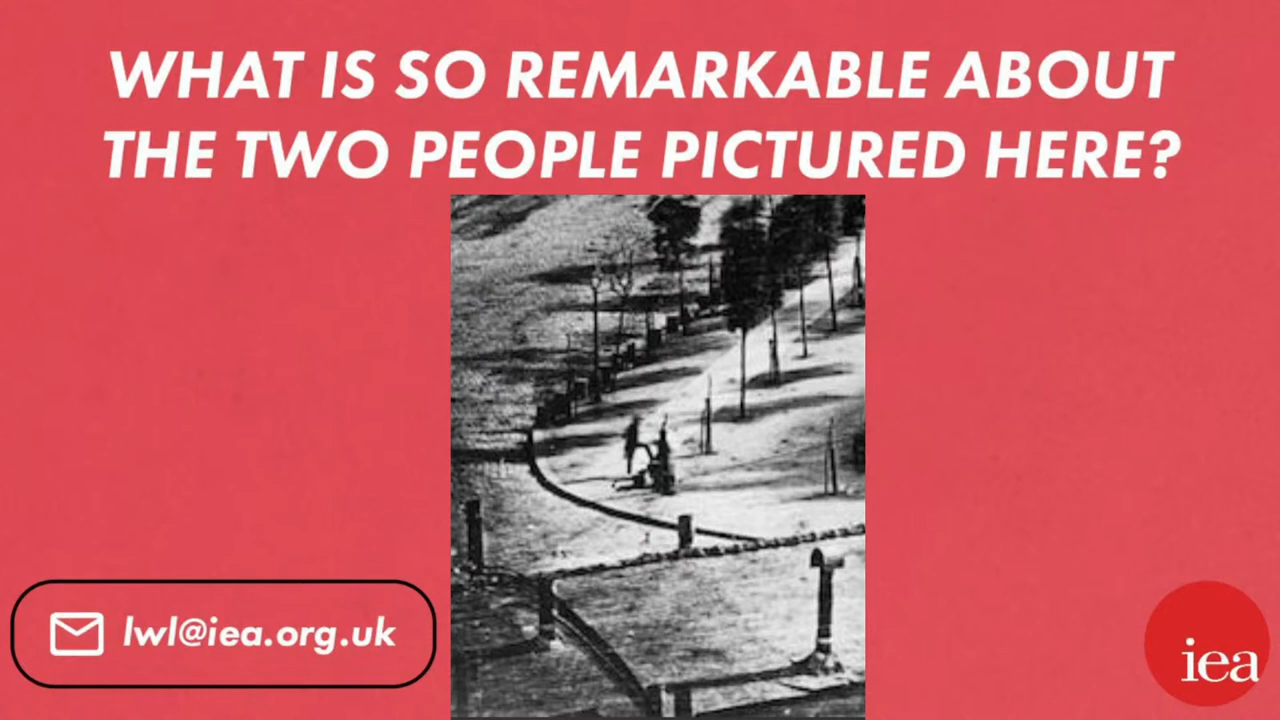 WHAT IS SO REMARKABLE ABOUT
THE TWO PEOPLE PICTURED HERE?
lwl@iea.org.uk
iea